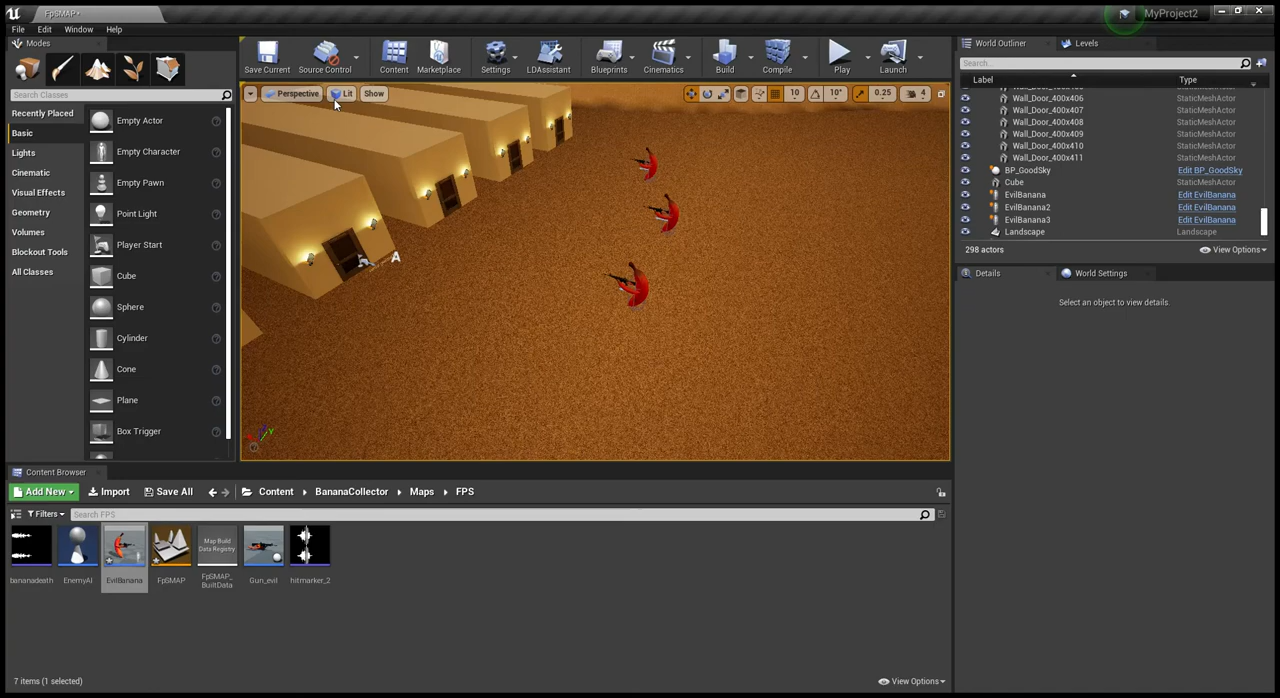 FpSMAP*
MyProject2
File Edit Window Help
Modes
Search Classes
Recently Placed
Basic
Lights
Cinematic
Visual Effects
Geometry
Volumes
Blockout Tools
All Classes
Empty Actor
Empty Character
Empty Pawn
Point Light
Player Start
Cube
Sphere
Cylinder
Cone
Plane
Box Trigger
Save Current Source Control Content Marketplace Settings LDAssistant Blueprints Cinematics Build Compile Play Launch
Perspective Lit Show
10 10° 0.25 4
A
World Outliner Levels
Search...
Label Type
Wall_Door_400x406 StaticMeshActor
Wall_Door_400x407 StaticMeshActor
Wall_Door_400x408 StaticMeshActor
Wall_Door_400x409 StaticMeshActor
Wall_Door_400x410 StaticMeshActor
Wall_Door_400x411 StaticMeshActor
BP_GoodSky Edit BP_GoodSky
Cube StaticMeshActor
EvilBanana Edit EvilBanana
EvilBanana2 Edit EvilBanana
EvilBanana3 Edit EvilBanana
Landscape Landscape
298 actors View Options
Details World Settings
Select an object to view details.
Content Browser
Add New Import Save All Content BananaCollector Maps FPS
Filters Search FPS
Map Build
Data Registry
bananadeath EnemyAI EvilBanana FpSMAP FpSMAP_
BuiltData Gun_evil hitmarker_2
7 items (1 selected) View Options